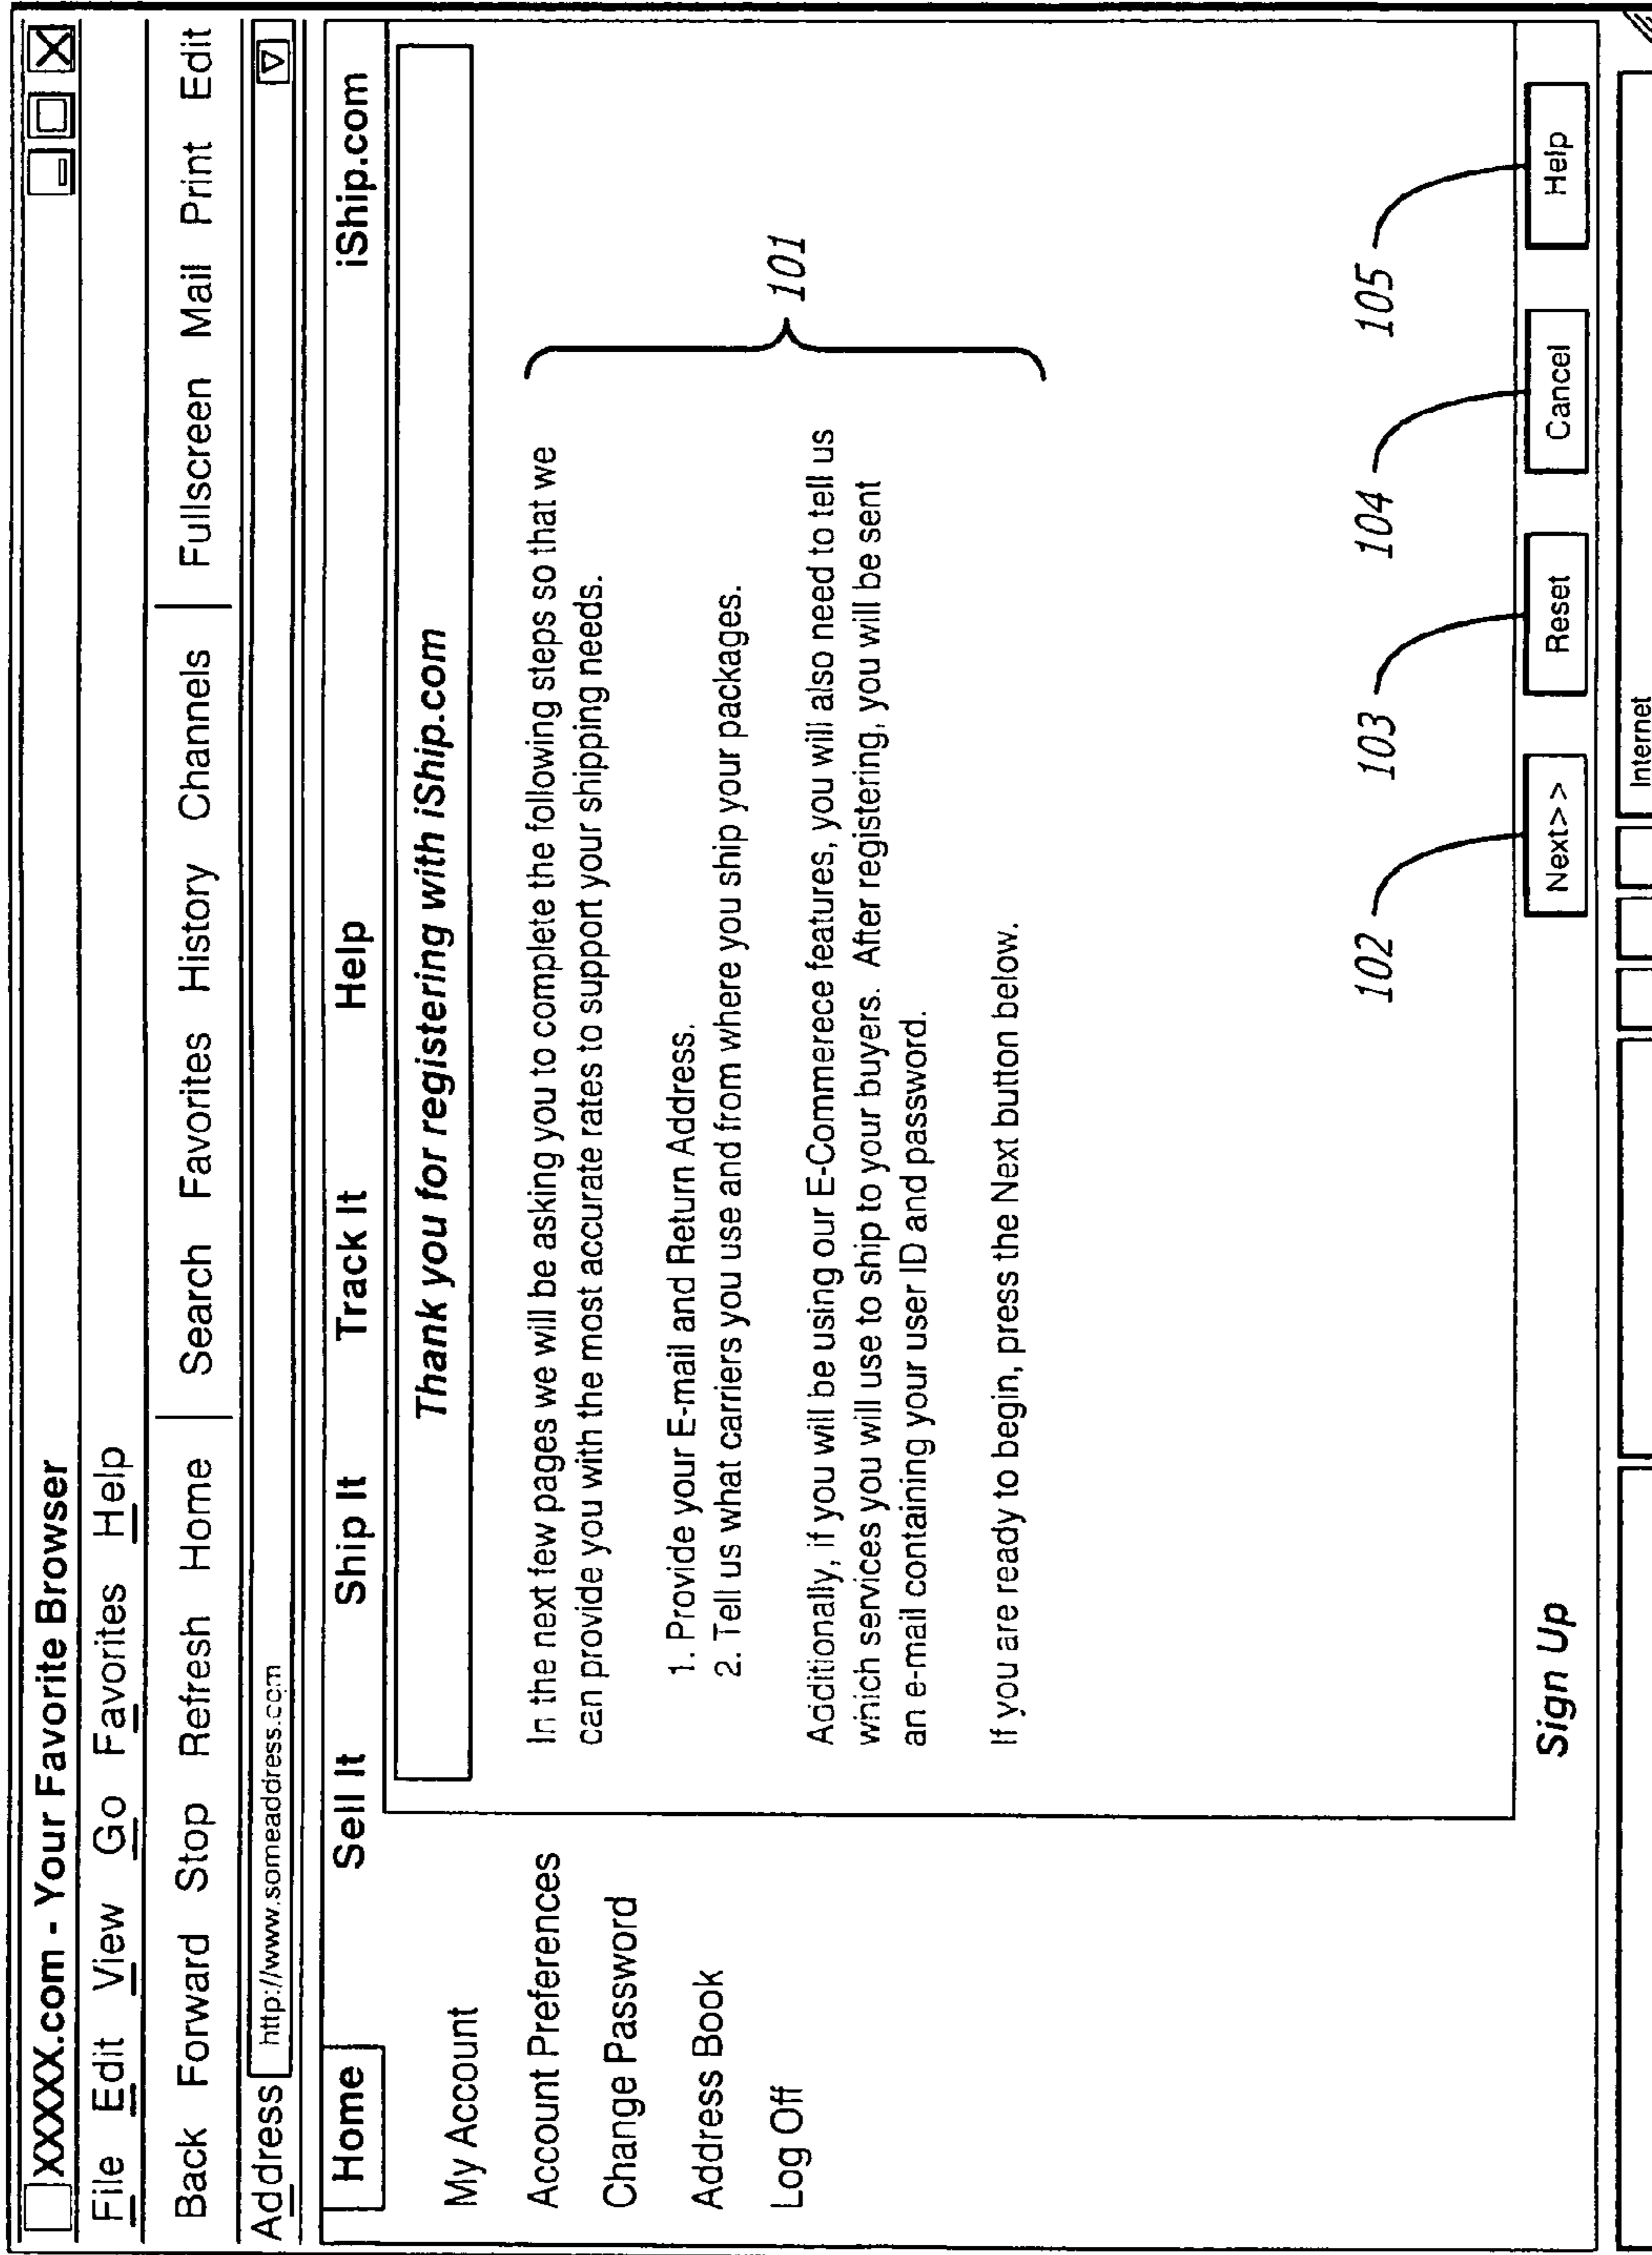 XXXXX.com - Your Favorite Browser
File Edit View Go Favorites Help
Back Forward Stop Refresh Home | Search Favorites History Channels | Fullscreen Mail Print Edit
Address http://www.someaddress.com
Home Sell It Ship It Track It Help iShip.com
My Account
Account Preferences
Change Password
Address Book
Log Off
Thank you for registering with iShip.com
In the next few pages we will be asking you to complete the following steps so that we
can provide you with the most accurate rates to support your shipping needs.
1. Provide your E-mail and Return Address.
2. Tell us what carriers you use and from where you ship your packages.
Additionally, if you will be using our E-Commerece features, you will also need to tell us
which services you will use to ship to your buyers. After registering, you will be sent
an e-mail containing your user ID and password.
If you are ready to begin, press the Next button below.
101
102 103 104 105
Sign Up Next>> Reset Cancel Help
Internet